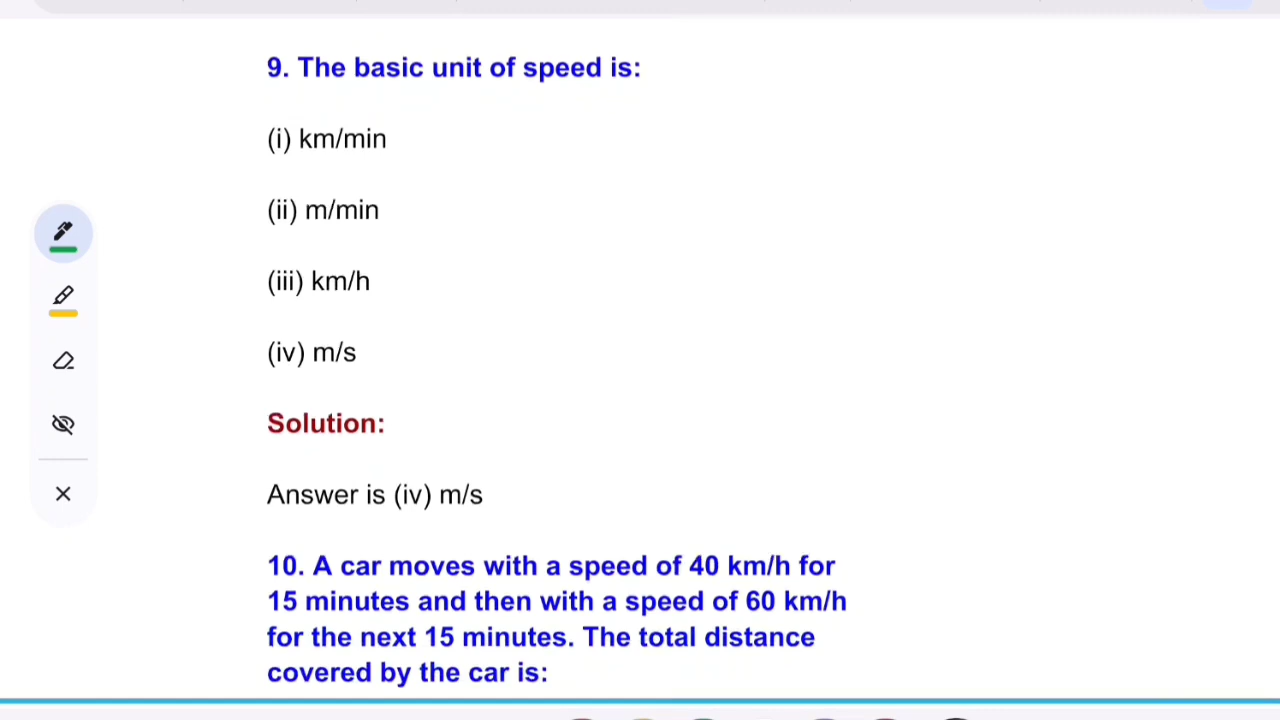 9. The basic unit of speed is:
(i) km/min
(ii) m/min
(iii) km/h
(iv) m/s
Solution:
Answer is (iv) m/s
10. A car moves with a speed of 40 km/h for
15 minutes and then with a speed of 60 km/h
for the next 15 minutes. The total distance
covered by the car is: